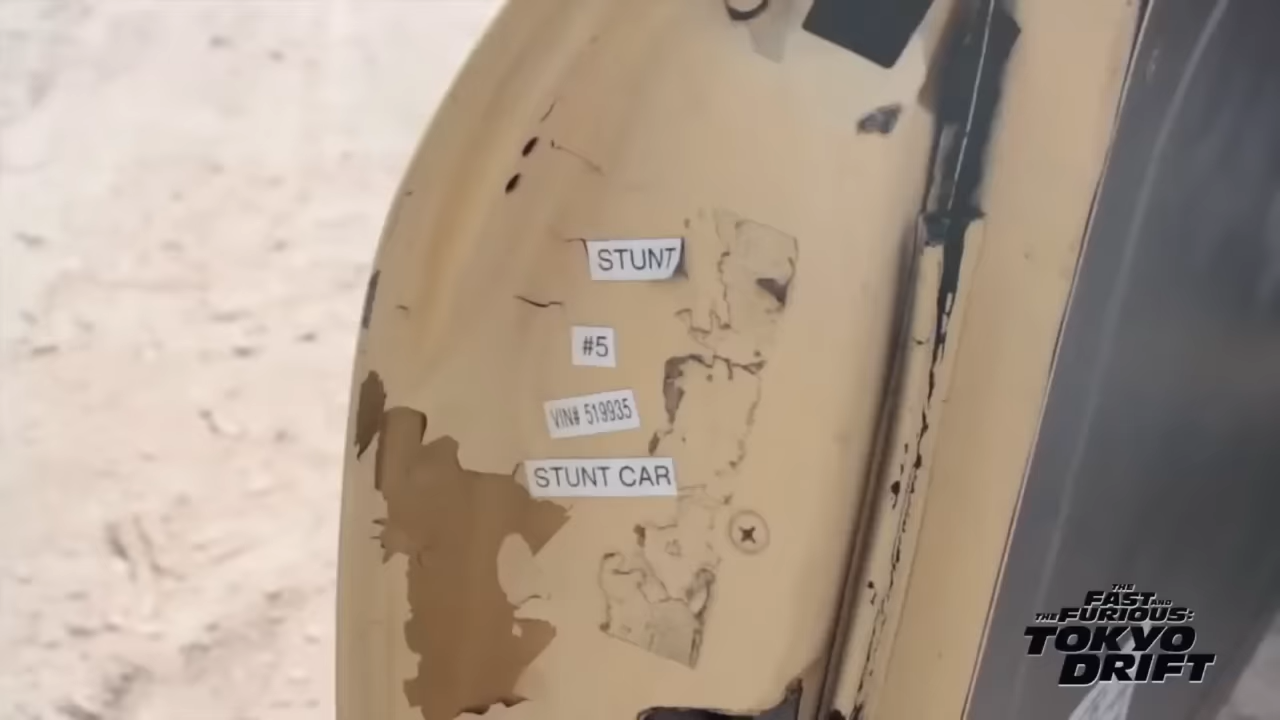 STUNT
#5
VIN# 519935
STUNT CAR
THE
FAST AND
THE FURIOUS:
TOKYO
DRIFT